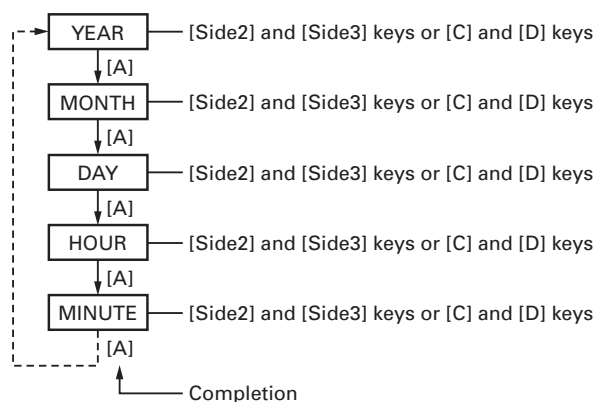 YEAR [Side2] and [Side3] keys or [C] and [D] keys
[A]
MONTH [Side2] and [Side3] keys or [C] and [D] keys
[A]
DAY [Side2] and [Side3] keys or [C] and [D] keys
[A]
HOUR [Side2] and [Side3] keys or [C] and [D] keys
[A]
MINUTE [Side2] and [Side3] keys or [C] and [D] keys
[A]
Completion